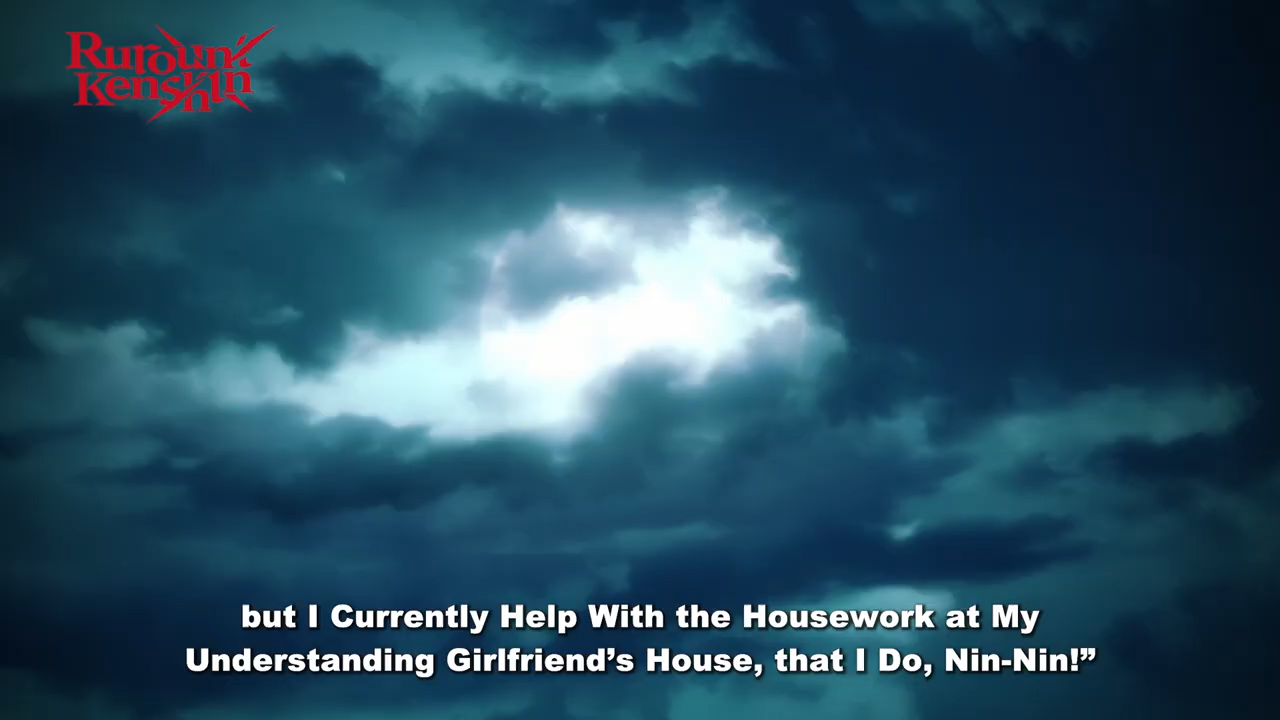 Rurouni
Kenshin
but I Currently Help With the Housework at My
Understanding Girlfriend’s House, that I Do, Nin-Nin!”